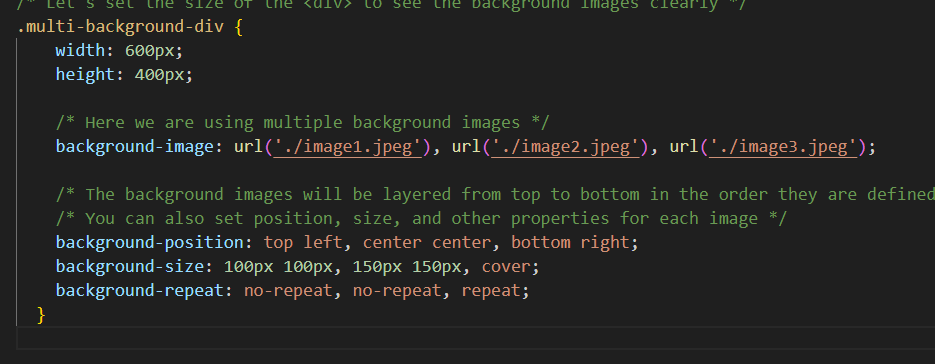 /* Let's set the size of the <div> to see the background images clearly */
.multi-background-div {
width: 600px;
height: 400px;
/* Here we are using multiple background images */
background-image: url('./image1.jpeg'), url('./image2.jpeg'), url('./image3.jpeg');
/* The background images will be layered from top to bottom in the order they are defined
/* You can also set position, size, and other properties for each image */
background-position: top left, center center, bottom right;
background-size: 100px 100px, 150px 150px, cover;
background-repeat: no-repeat, no-repeat, repeat;
}